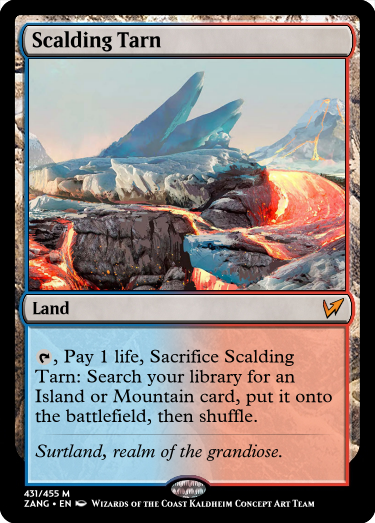 Scalding Tarn
Land
, Pay 1 life, Sacrifice Scalding
Tarn: Search your library for an
Island or Mountain card, put it onto
the battlefield, then shuffle.
Surtland, realm of the grandiose.
431/455 M
ZANG • EN Wizards of the Coast Kaldheim Concept Art Team